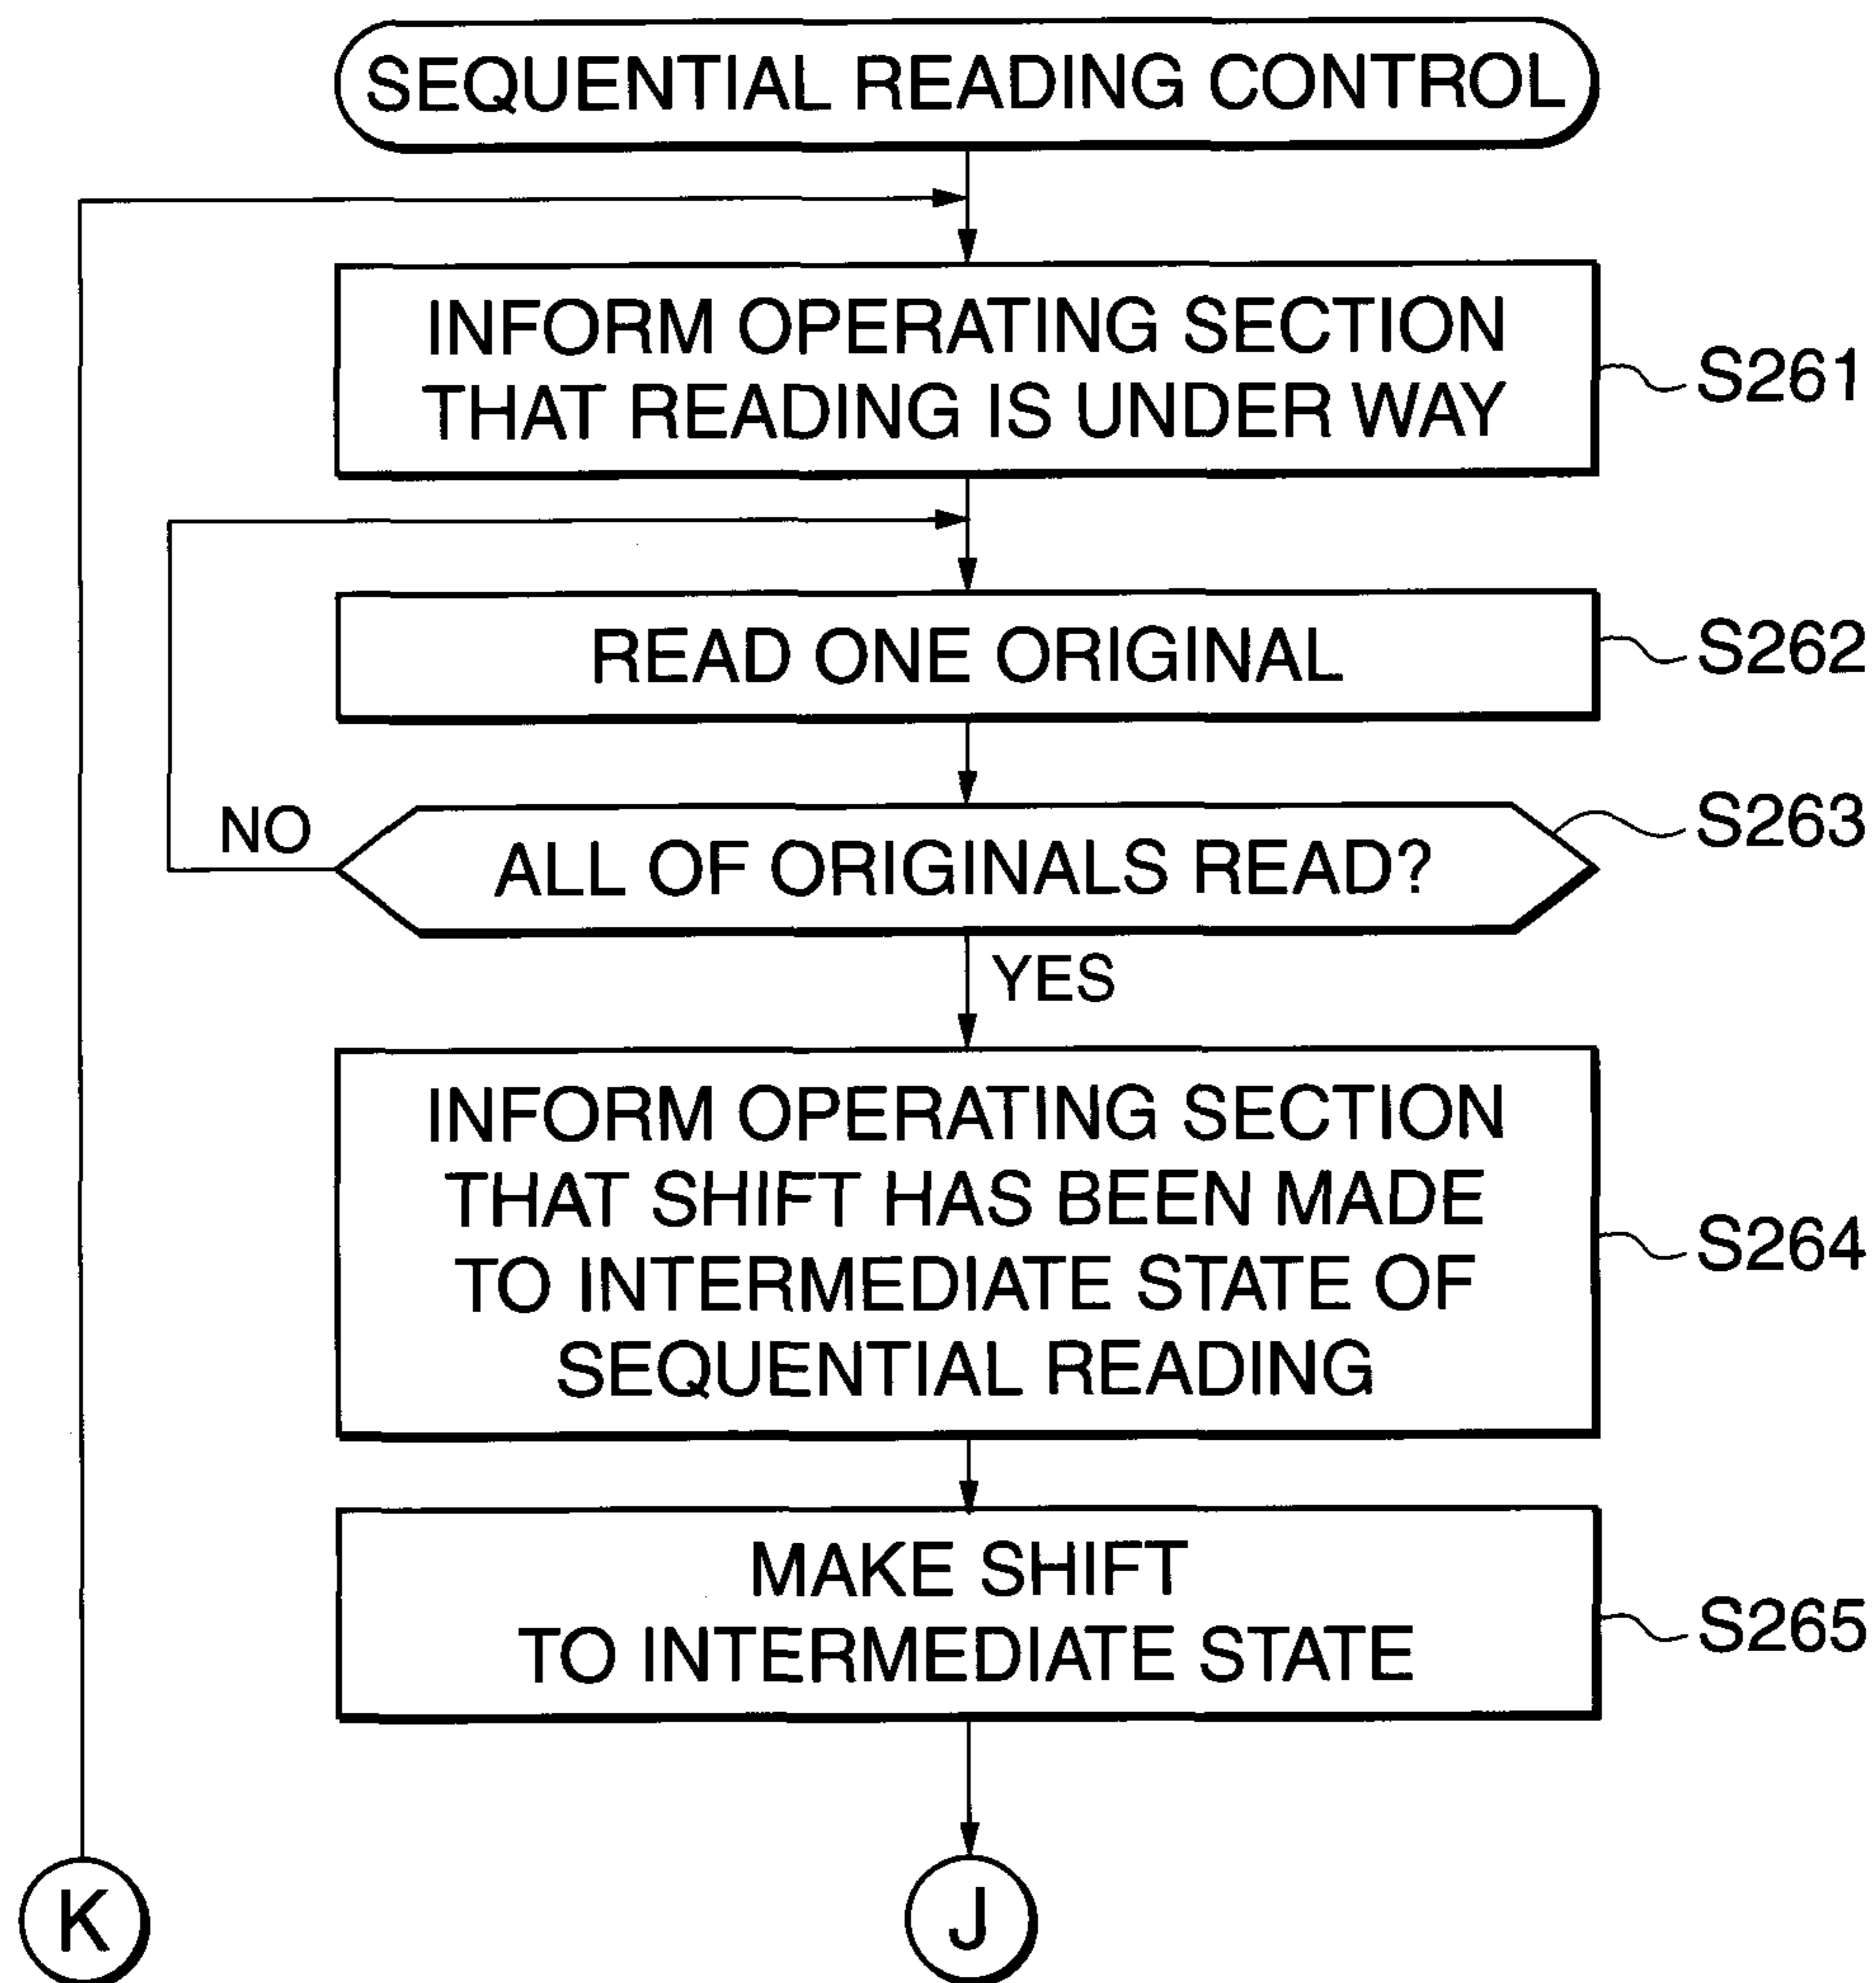 SEQUENTIAL READING CONTROL
INFORM OPERATING SECTION
THAT READING IS UNDER WAY
S261
READ ONE ORIGINAL
S262
NO
ALL OF ORIGINALS READ?
S263
YES
INFORM OPERATING SECTION
THAT SHIFT HAS BEEN MADE
TO INTERMEDIATE STATE OF
SEQUENTIAL READING
S264
MAKE SHIFT
TO INTERMEDIATE STATE
S265
K
J